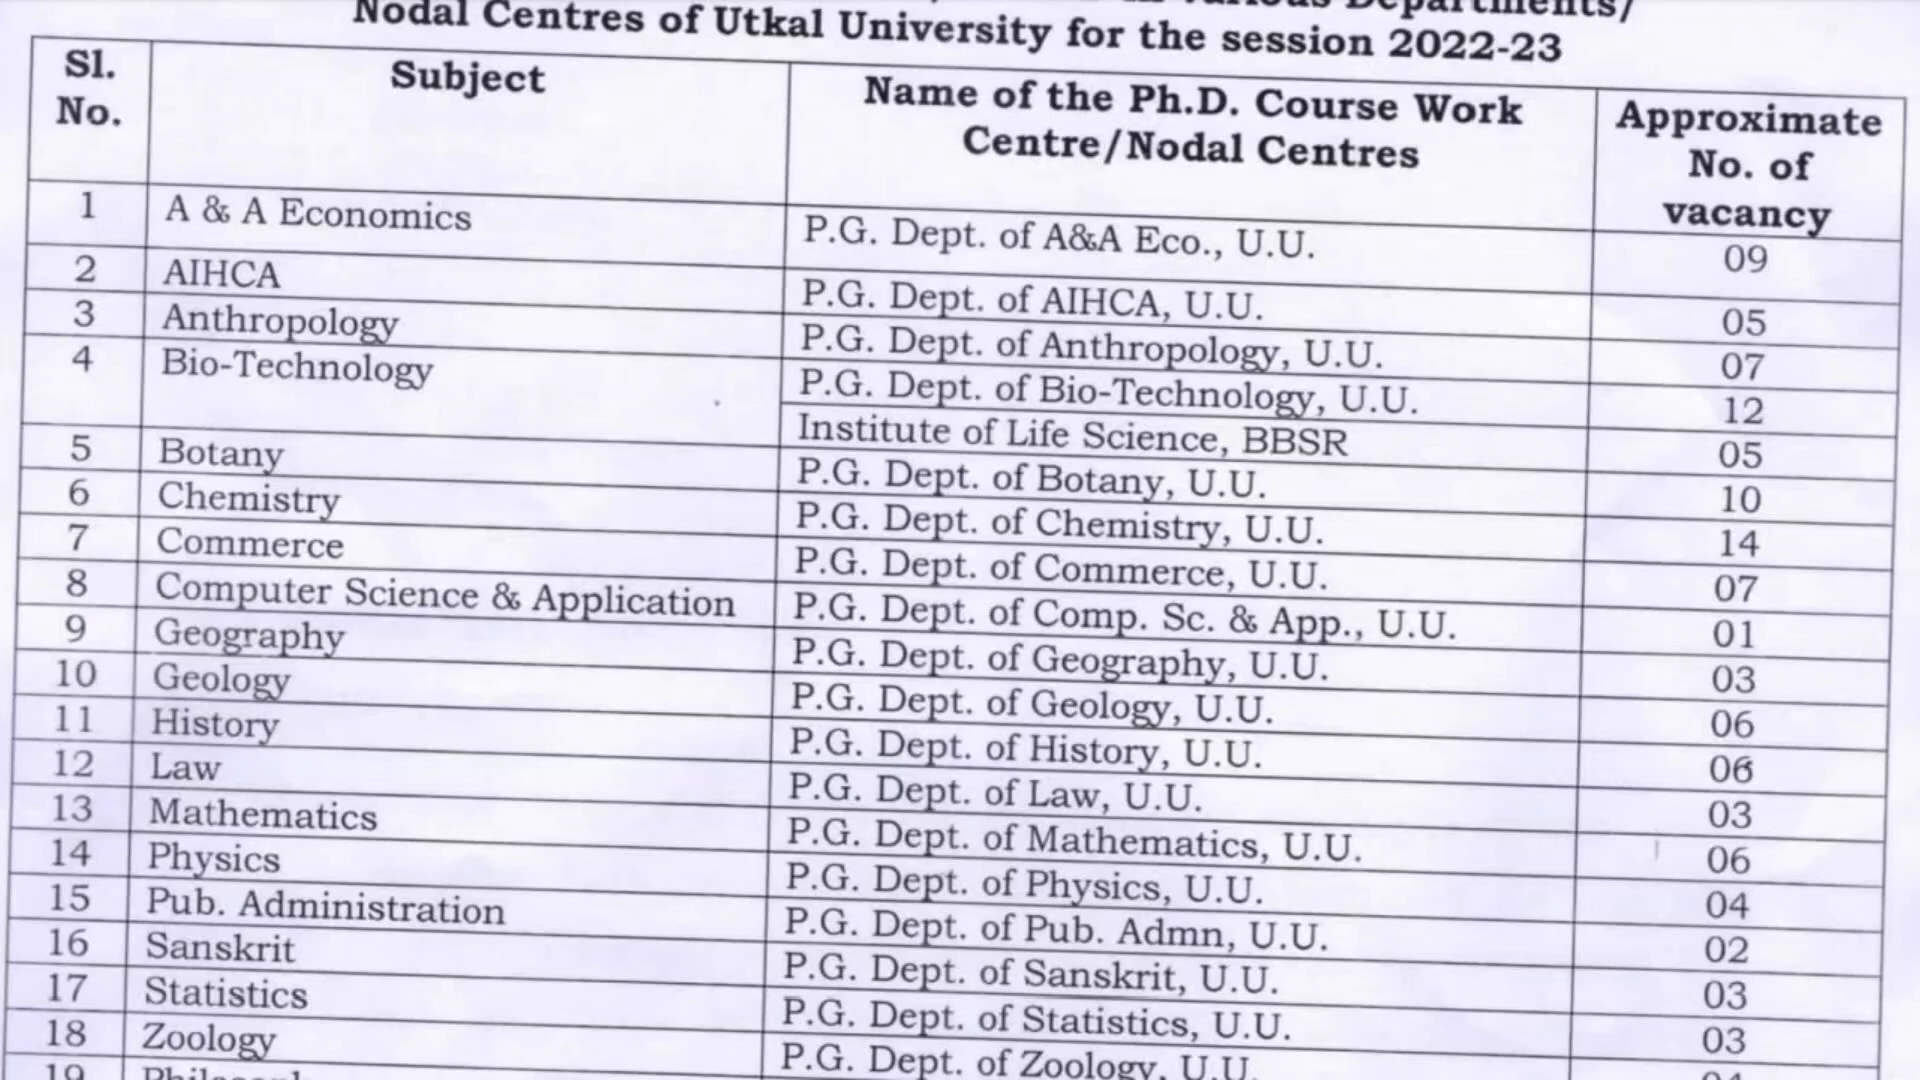 various Departments/
Nodal Centres of Utkal University for the session 2022-23
Sl. No. Subject Name of the Ph.D. Course Work Centre/Nodal Centres Approximate No. of vacancy
1 A & A Economics P.G. Dept. of A&A Eco., U.U. 09
2 AIHCA P.G. Dept. of AIHCA, U.U. 05
3 Anthropology P.G. Dept. of Anthropology, U.U. 07
4 Bio-Technology P.G. Dept. of Bio-Technology, U.U. 12
Institute of Life Science, BBSR 05
5 Botany P.G. Dept. of Botany, U.U. 10
6 Chemistry P.G. Dept. of Chemistry, U.U. 14
7 Commerce P.G. Dept. of Commerce, U.U. 07
8 Computer Science & Application P.G. Dept. of Comp. Sc. & App., U.U. 01
9 Geography P.G. Dept. of Geography, U.U. 03
10 Geology P.G. Dept. of Geology, U.U. 06
11 History P.G. Dept. of History, U.U. 06
12 Law P.G. Dept. of Law, U.U. 03
13 Mathematics P.G. Dept. of Mathematics, U.U. 06
14 Physics P.G. Dept. of Physics, U.U. 04
15 Pub. Administration P.G. Dept. of Pub. Admn, U.U. 02
16 Sanskrit P.G. Dept. of Sanskrit, U.U. 03
17 Statistics P.G. Dept. of Statistics, U.U. 03
18 Zoology P.G. Dept. of Zoology, U.U.
19